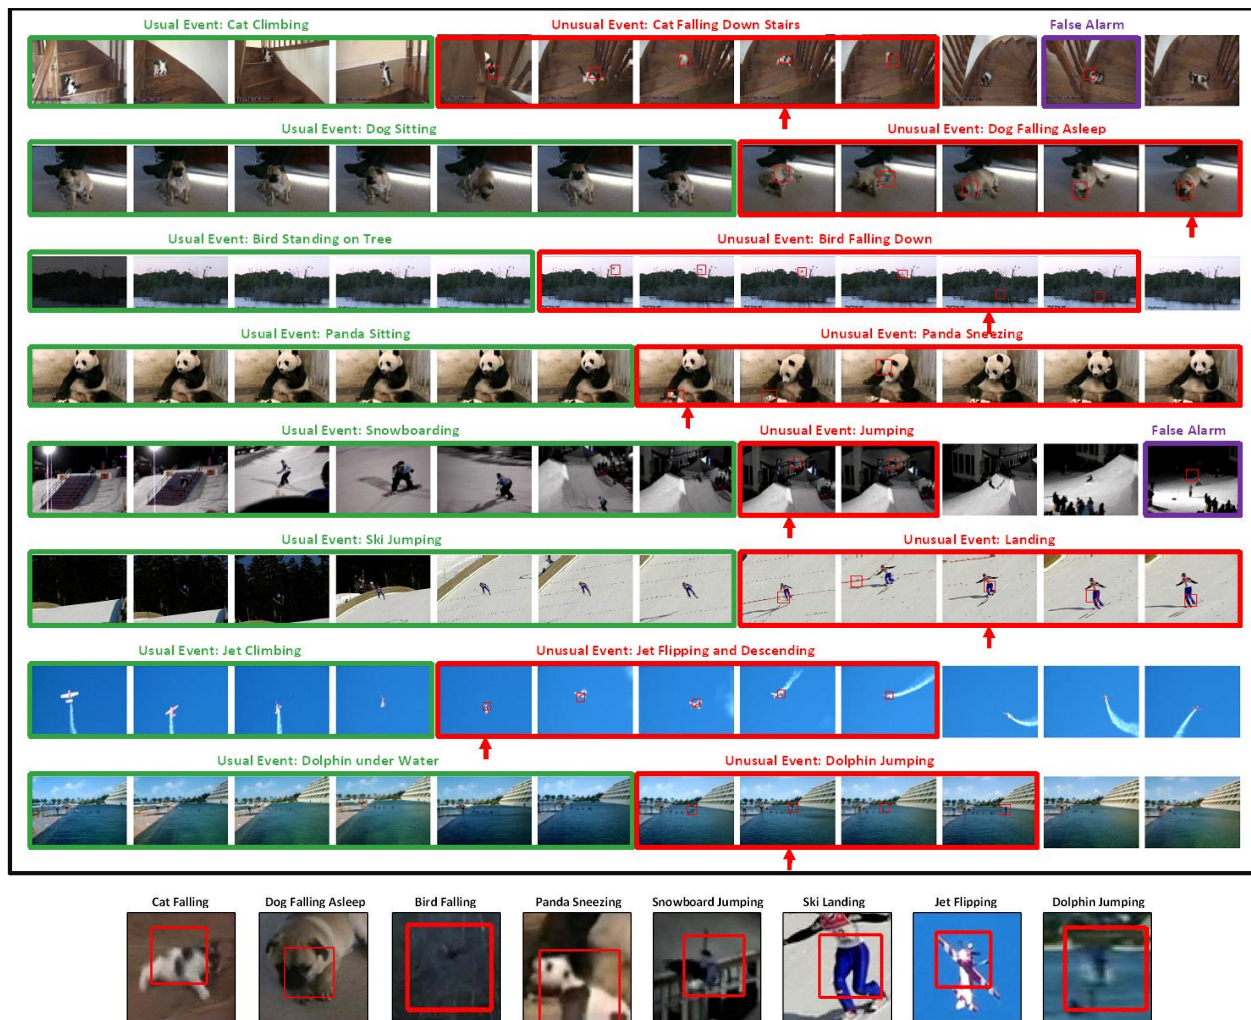 Usual Event: Cat Climbing
Unusual Event: Cat Falling Down Stairs
False Alarm
Usual Event: Dog Sitting
Unusual Event: Dog Falling Asleep
Usual Event: Bird Standing on Tree
Unusual Event: Bird Falling Down
Usual Event: Panda Sitting
Unusual Event: Panda Sneezing
Usual Event: Snowboarding
Unusual Event: Jumping
False Alarm
Usual Event: Ski Jumping
Unusual Event: Landing
Usual Event: Jet Climbing
Unusual Event: Jet Flipping and Descending
Usual Event: Dolphin under Water
Unusual Event: Dolphin Jumping
Cat Falling
Dog Falling Asleep
Bird Falling
Panda Sneezing
Snowboard Jumping
Ski Landing
Jet Flipping
Dolphin Jumping